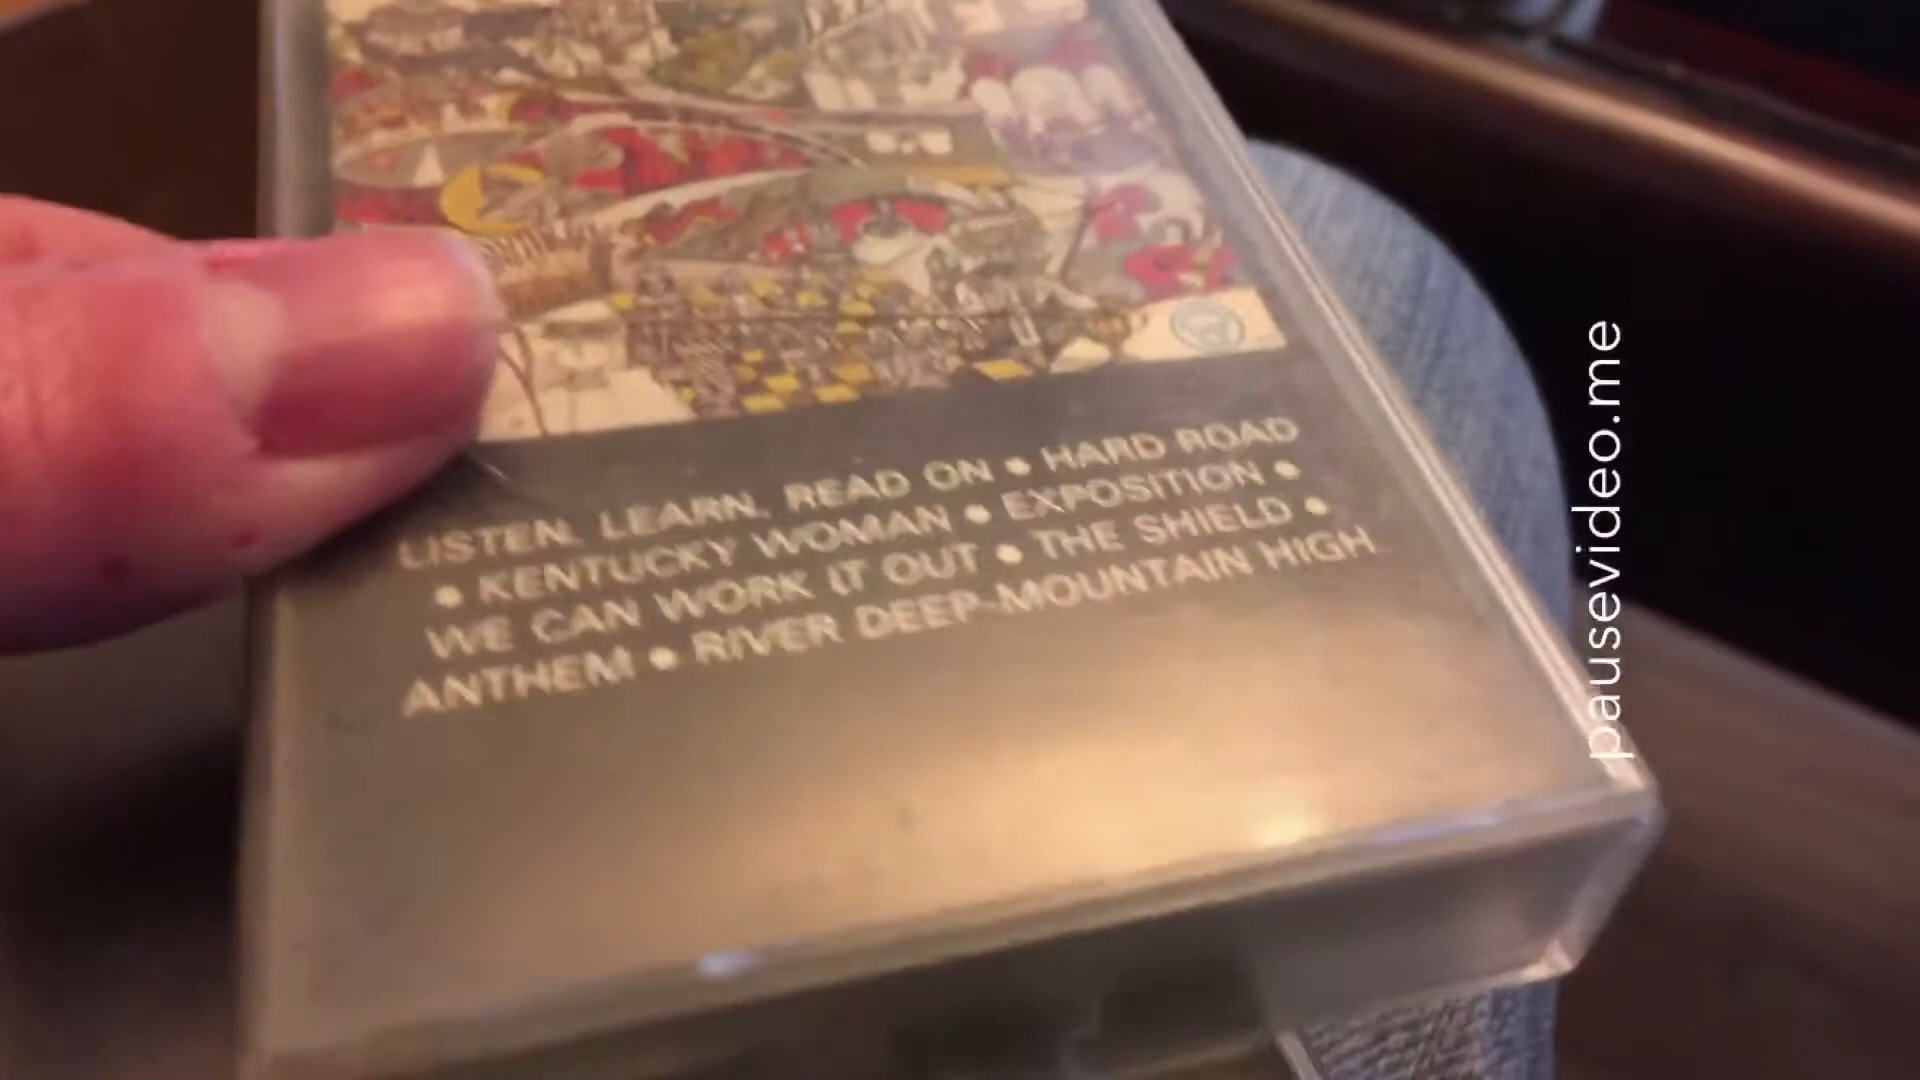 LISTEN, LEARN, READ ON • HARD ROAD
• KENTUCKY WOMAN • EXPOSITION •
WE CAN WORK IT OUT • THE SHIELD •
ANTHEM • RIVER DEEP-MOUNTAIN HIGH
pausevideo.me